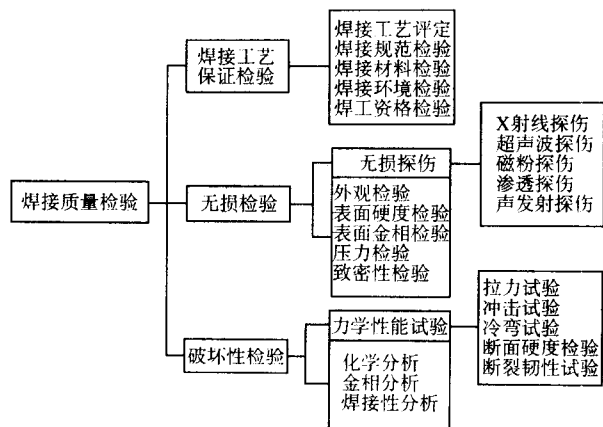 焊接质量检验
焊接工艺
保证检验
焊接工艺评定
焊接规范检验
焊接材料检验
焊接环境检验
焊工资格检验
无损检验
无损探伤
外观检验
表面硬度检验
表面金相检验
压力检验
致密性检验
X射线探伤
超声波探伤
磁粉探伤
渗透探伤
声发射探伤
破坏性检验
力学性能试验
化学分析
金相分析
焊接性分析
拉力试验
冲击试验
冷弯试验
断面硬度检验
断裂韧性试验